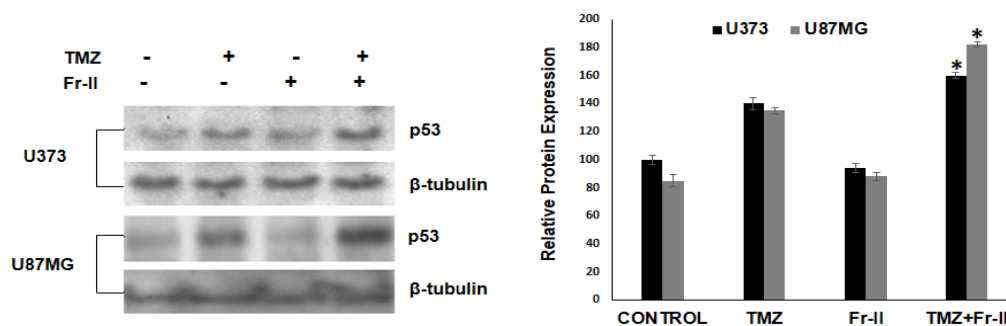 TMZ - + - +
Fr-II - - + +
U373
p53
β-tubulin
U87MG
p53
β-tubulin
■ U373 ■ U87MG
Relative Protein Expression
200
180
160
140
120
100
80
60
40
20
0
* *
CONTROL TMZ Fr-II TMZ+Fr-II